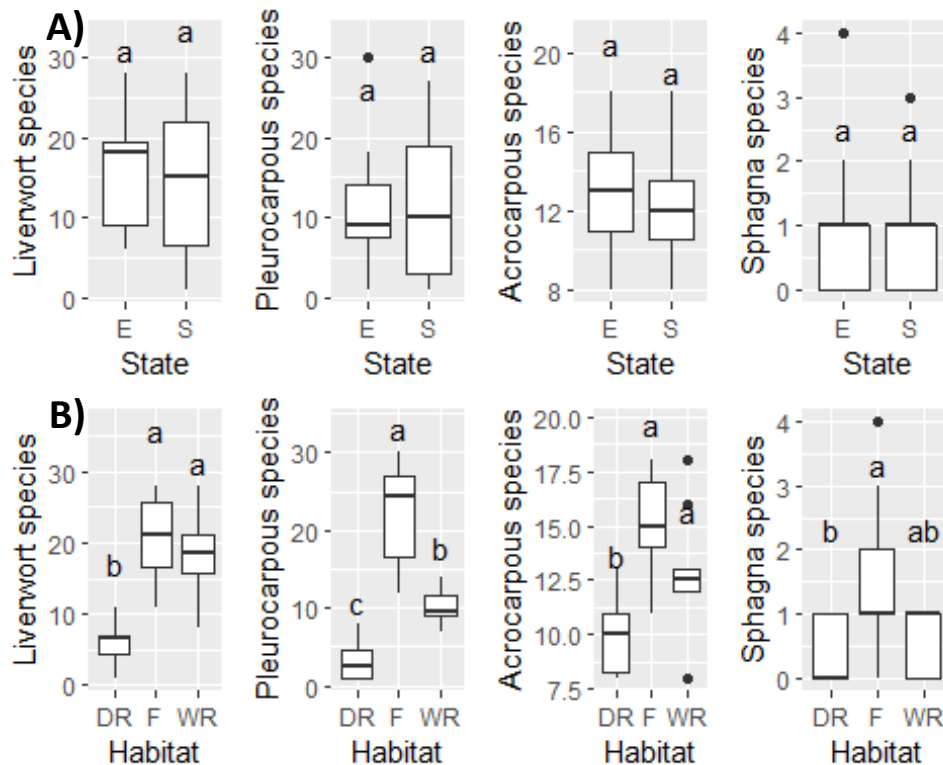 A)
Liverwort species
30
20
10
0
a
a
E S
State
Pleurocarpous species
30
20
10
0
a
a
E S
State
Acrocarpous species
20
16
12
8
a
a
E S
State
Sphagna species
4
3
2
1
0
a
a
E S
State
B)
Liverwort species
30
20
10
0
b
a
a
DR F WR
Habitat
Pleurocarpous species
30
20
10
0
c
a
b
DR F WR
Habitat
Acrocarpous species
20.0
17.5
15.0
12.5
10.0
7.5
b
a
a
DR F WR
Habitat
Sphagna species
4
3
2
1
0
b
a
ab
DR F WR
Habitat